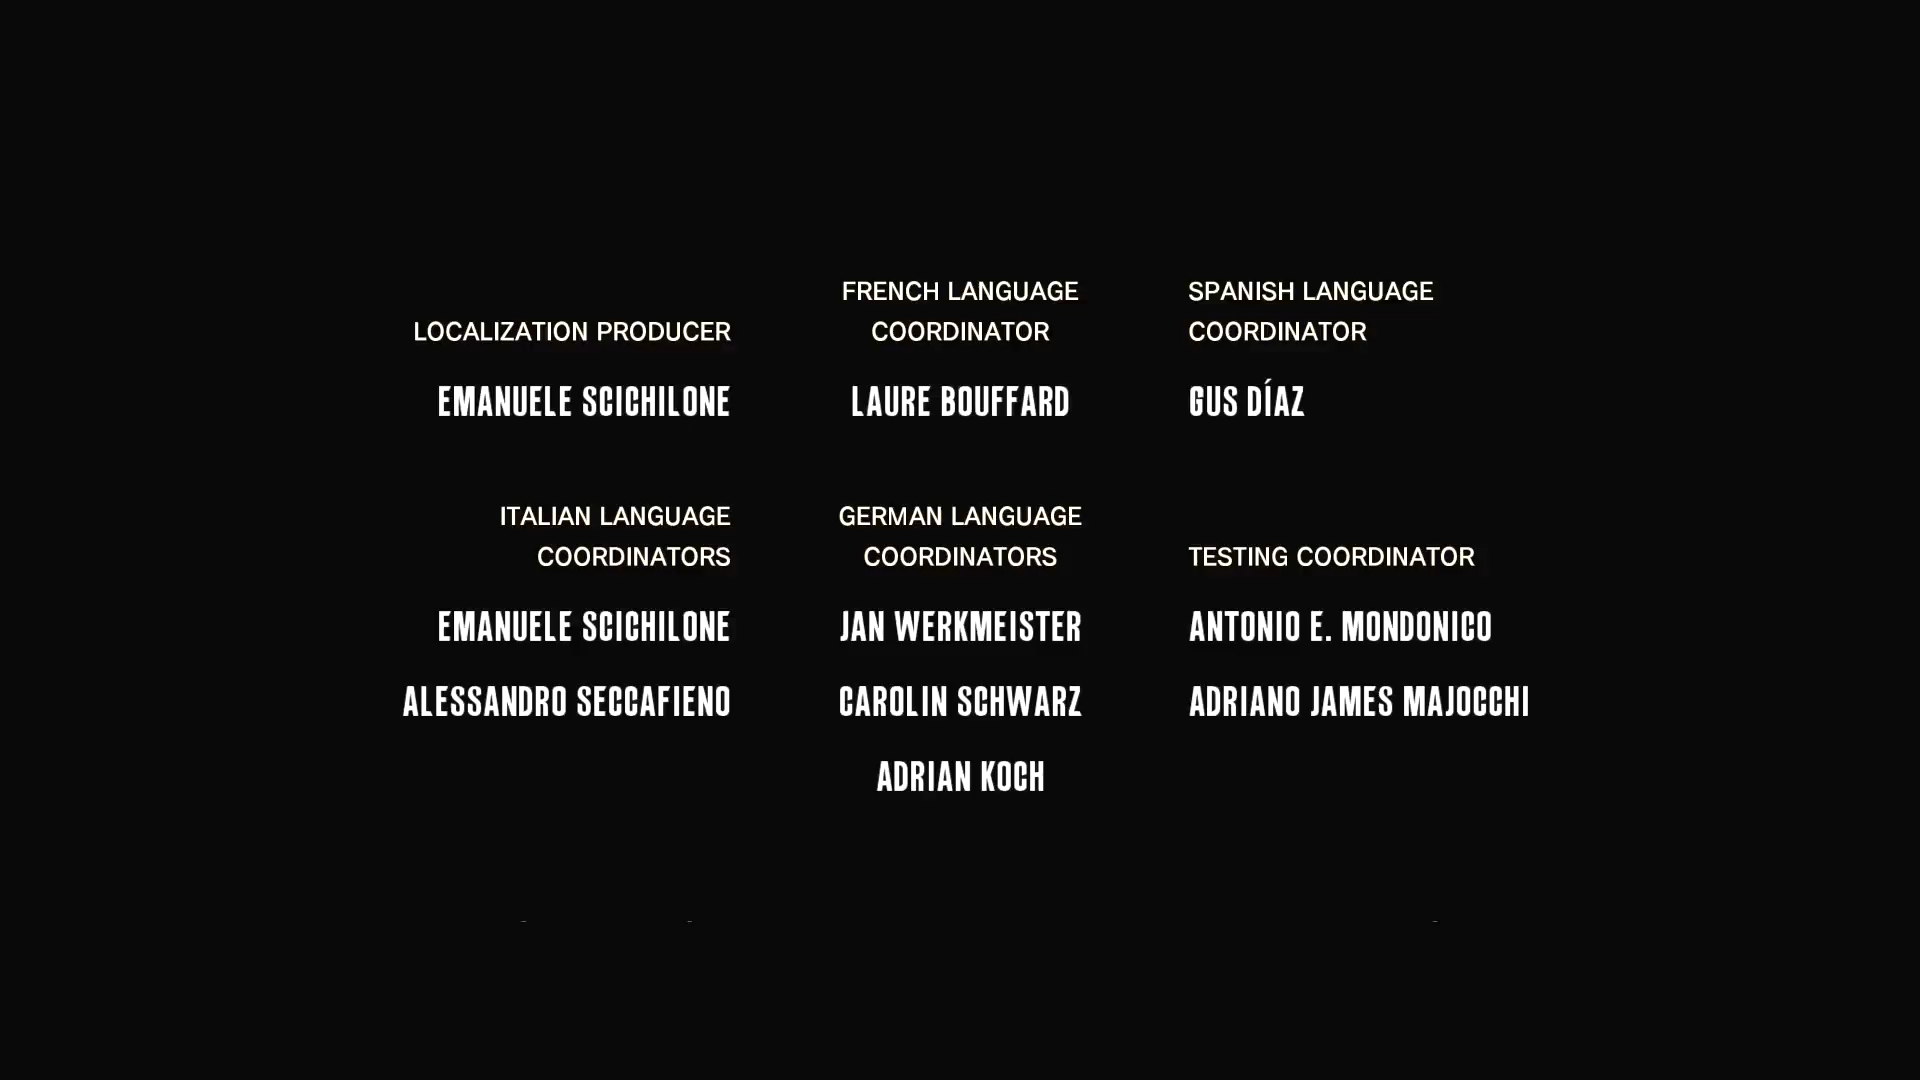 LOCALIZATION PRODUCER
EMANUELE SCICHILONE
FRENCH LANGUAGE
COORDINATOR
LAURE BOUFFARD
SPANISH LANGUAGE
COORDINATOR
GUS DÍAZ
ITALIAN LANGUAGE
COORDINATORS
EMANUELE SCICHILONE
ALESSANDRO SECCAFIENO
GERMAN LANGUAGE
COORDINATORS
JAN WERKMEISTER
CAROLIN SCHWARZ
ADRIAN KOCH
TESTING COORDINATOR
ANTONIO E. MONDONICO
ADRIANO JAMES MAJOCCHI